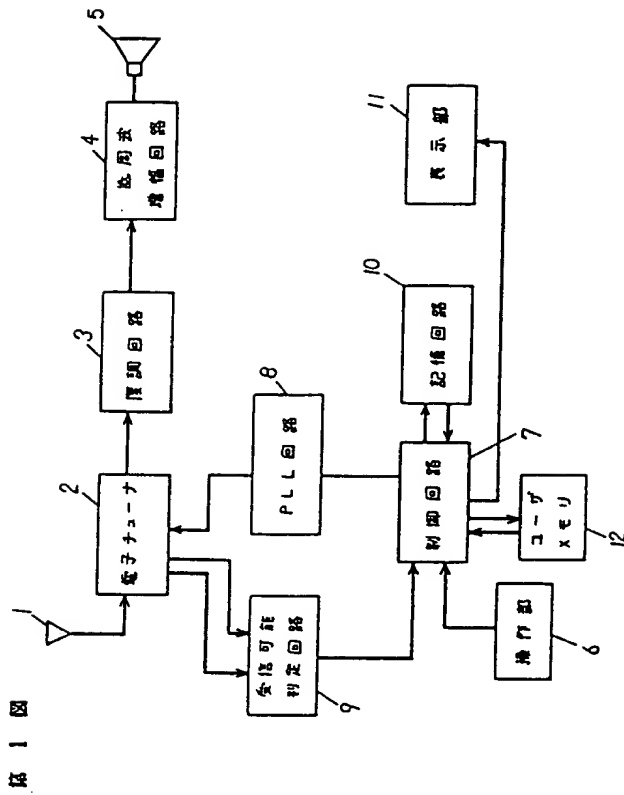 第 1 図
1
2
電子チューナ
3
復調回路
4
低周波
増幅回路
5
8
PLL回路
受信可能
判定回路
9
10
記憶回路
11
表示部
制御回路
7
操作部
6
ユーザ
メモリ
12